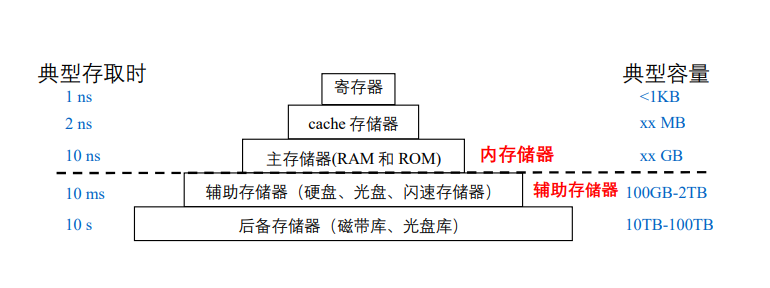 典型存取时 典型容量
1 ns 寄存器 <1KB
2 ns cache 存储器 xx MB
10 ns 主存储器(RAM 和 ROM) 内存储器 xx GB
10 ms 辅助存储器（硬盘、光盘、闪速存储器） 辅助存储器 100GB-2TB
10 s 后备存储器（磁带库、光盘库） 10TB-100TB